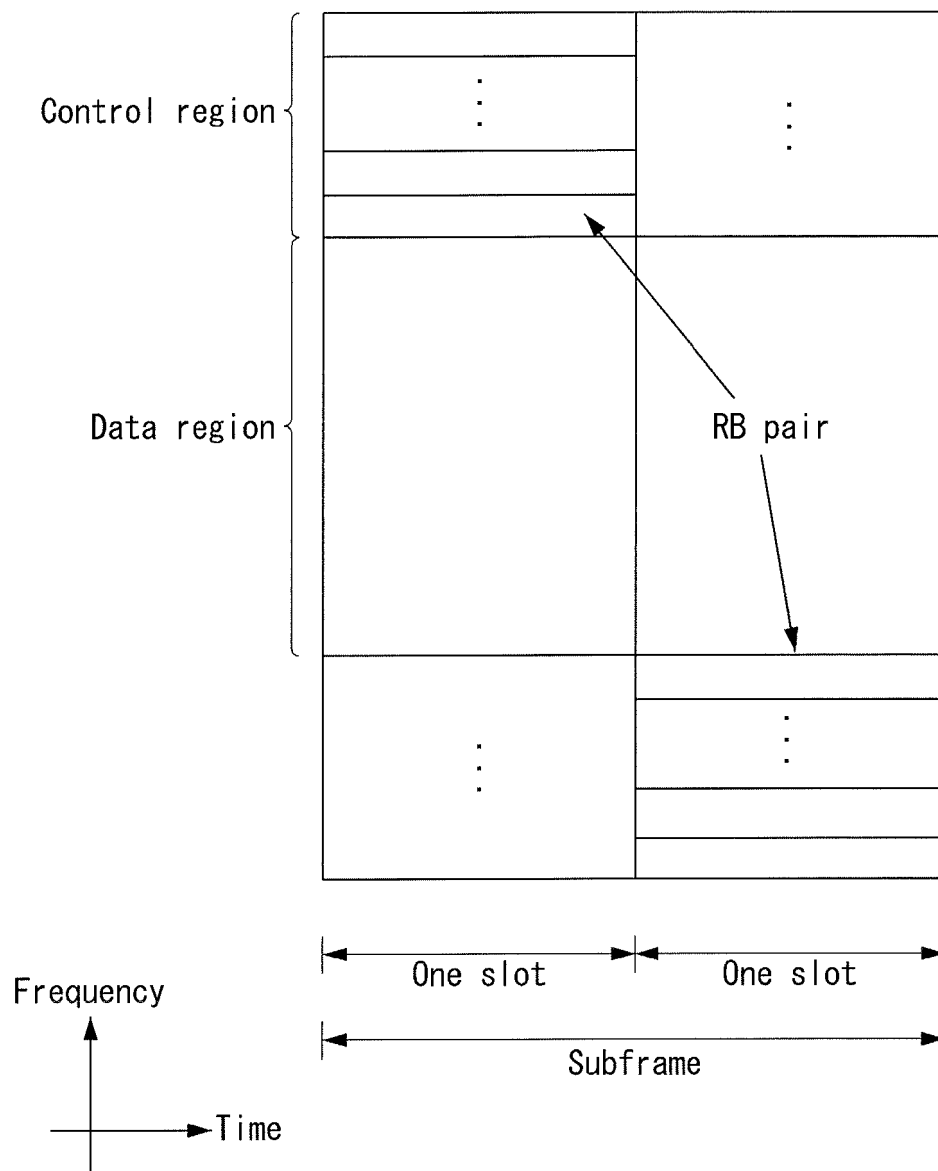 Control region
Data region
RB pair
One slot
One slot
Frequency
Subframe
Time